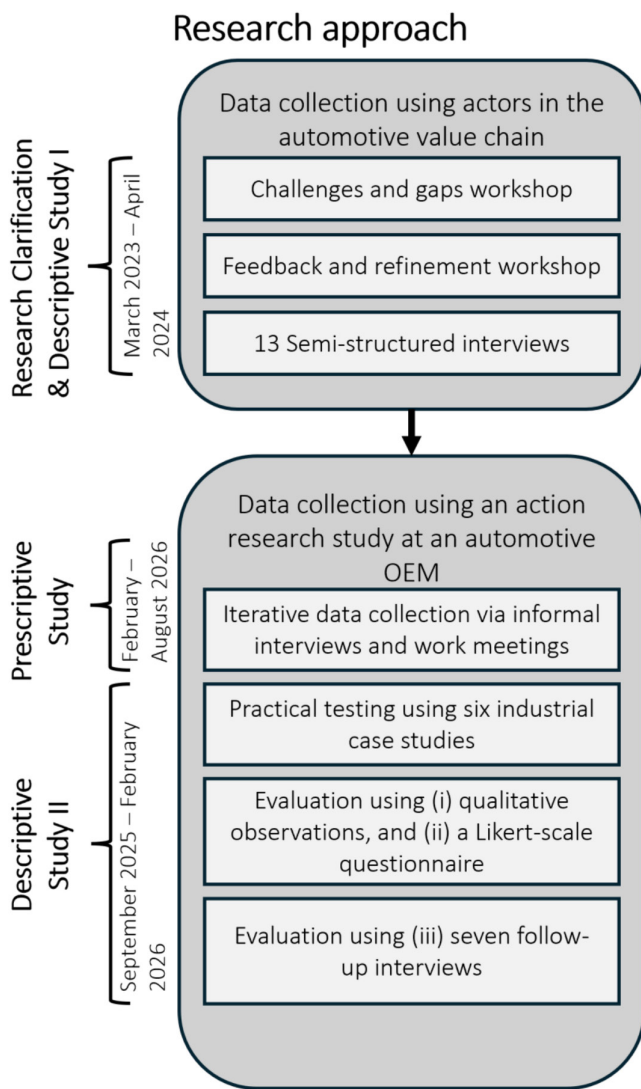 Research approach
Research Clarification
& Descriptive Study I
March 2023 – April
2024
Data collection using actors in the
automotive value chain
Challenges and gaps workshop
Feedback and refinement workshop
13 Semi-structured interviews
Prescriptive
Study
February –
August 2026
Data collection using an action
research study at an automotive
OEM
Iterative data collection via informal
interviews and work meetings
Descriptive
Study II
September 2025 – February
2026
Practical testing using six industrial
case studies
Evaluation using (i) qualitative
observations, and (ii) a Likert-scale
questionnaire
Evaluation using (iii) seven follow-
up interviews